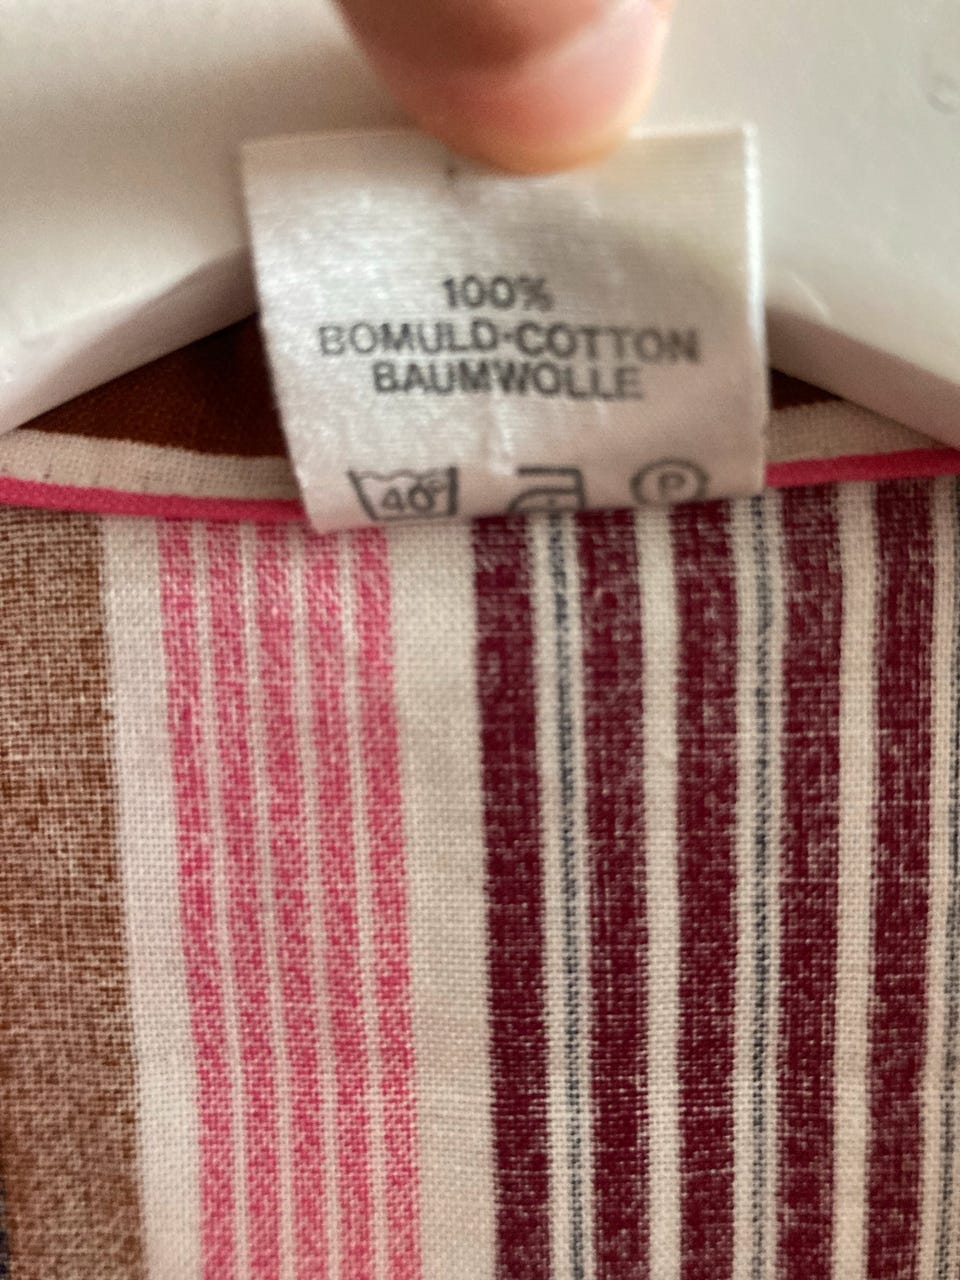 100%
BOMULD-COTTON
BAUMWOLLE
40° P